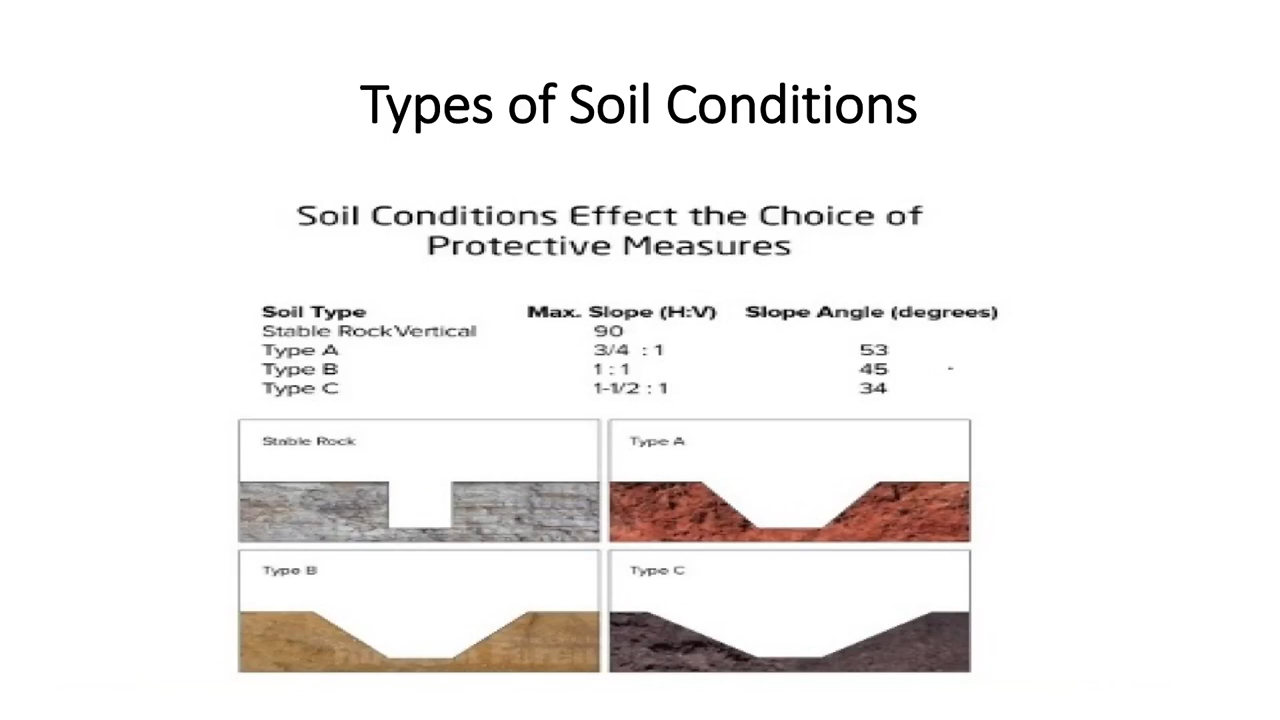 Types of Soil Conditions
Soil Conditions Effect the Choice of
Protective Measures
Soil Type Max. Slope (H:V) Slope Angle (degrees)
Stable Rock Vertical 90
Type A 3/4 : 1 53
Type B 1 : 1 45
Type C 1-1/2 : 1 34
Stable Rock
Type A
Type B
Type C